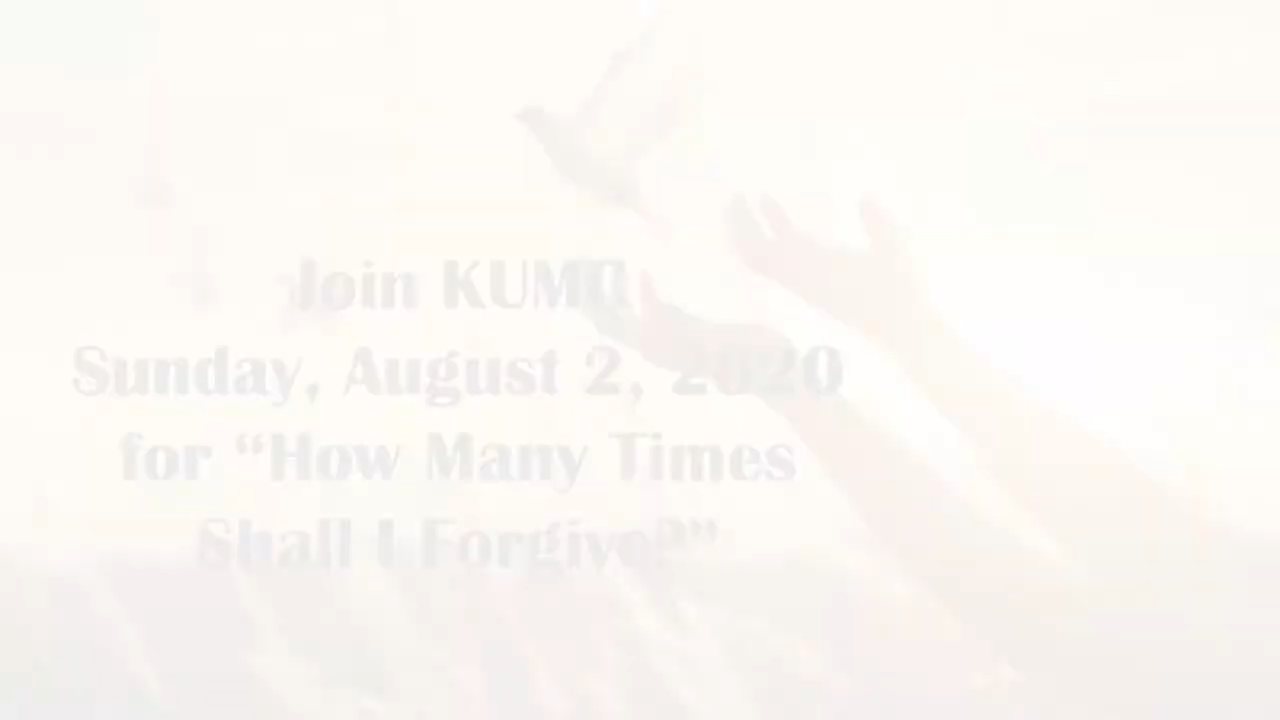 Join KUMC
Sunday, August 2, 2020
for “How Many Times
Shall I Forgive?”